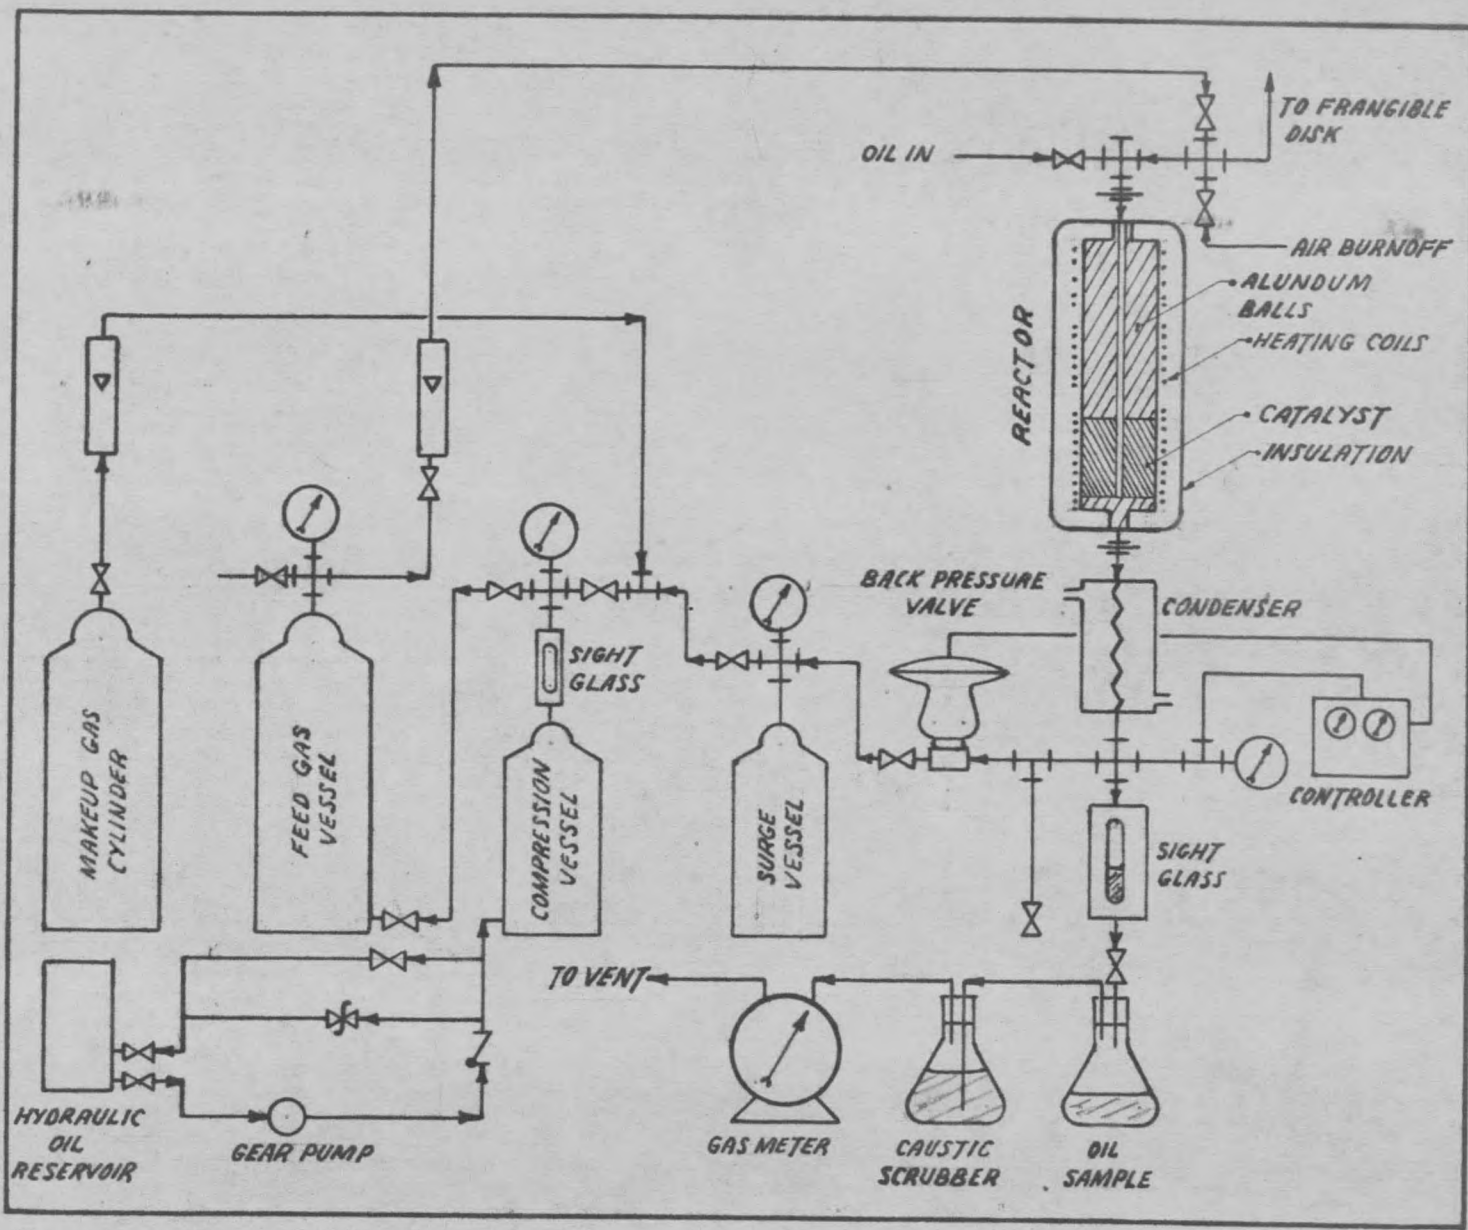 TO FRANGIBLE
DISK
OIL IN
AIR BURNOFF
ALUNDUM
BALLS
HEATING COILS
REACTOR
CATALYST
INSULATION
BACK PRESSURE
VALVE
CONDENSER
SIGHT
GLASS
MAKEUP GAS
CYLINDER
FEED GAS
VESSEL
COMPRESSION
VESSEL
SURGE
VESSEL
CONTROLLER
SIGHT
GLASS
TO VENT
HYDRAULIC
OIL
RESERVOIR
GEAR PUMP
GAS METER
CAUSTIC
SCRUBBER
OIL
SAMPLE